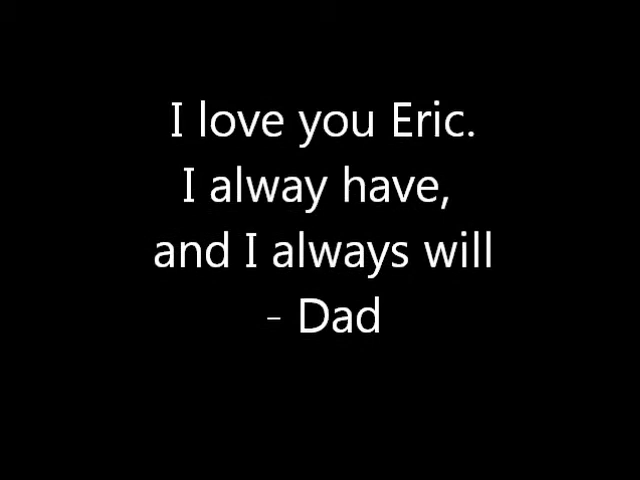 I love you Eric.
I alway have,
and I always will
- Dad